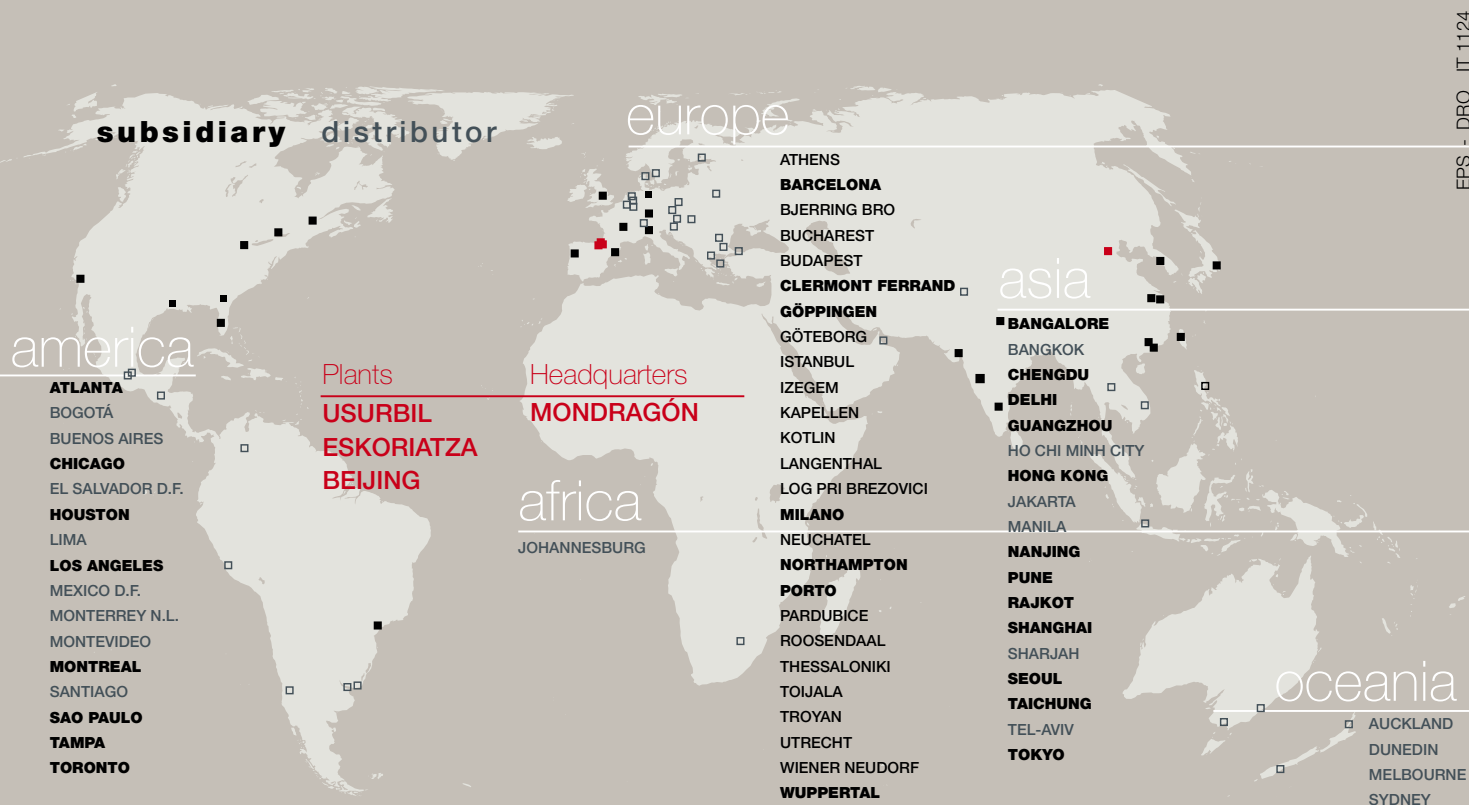 EPS - DRO IT 1124
subsidiary distributor
america
ATLANTA
BOGOTÁ
BUENOS AIRES
CHICAGO
EL SALVADOR D.F.
HOUSTON
LIMA
LOS ANGELES
MEXICO D.F.
MONTERREY N.L.
MONTEVIDEO
MONTREAL
SANTIAGO
SAO PAULO
TAMPA
TORONTO
Plants
USURBIL
ESKORIATZA
BEIJING
Headquarters
MONDRAGÓN
africa
JOHANNESBURG
europe
ATHENS
BARCELONA
BJERRING BRO
BUCHAREST
BUDAPEST
CLERMONT FERRAND
GÖPPINGEN
GÖTEBORG
ISTANBUL
IZEGEM
KAPELLEN
KOTLIN
LANGENTHAL
LOG PRI BREZOVICI
MILANO
NEUCHATEL
NORTHAMPTON
PORTO
PARDUBICE
ROOSENDAAL
THESSALONIKI
TOIJALA
TROYAN
UTRECHT
WIENER NEUDORF
WUPPERTAL
asia
BANGALORE
BANGKOK
CHENGDU
DELHI
GUANGZHOU
HO CHI MINH CITY
HONG KONG
JAKARTA
MANILA
NANJING
PUNE
RAJKOT
SHANGHAI
SHARJAH
SEOUL
TAICHUNG
TEL-AVIV
TOKYO
oceania
AUCKLAND
DUNEDIN
MELBOURNE
SYDNEY